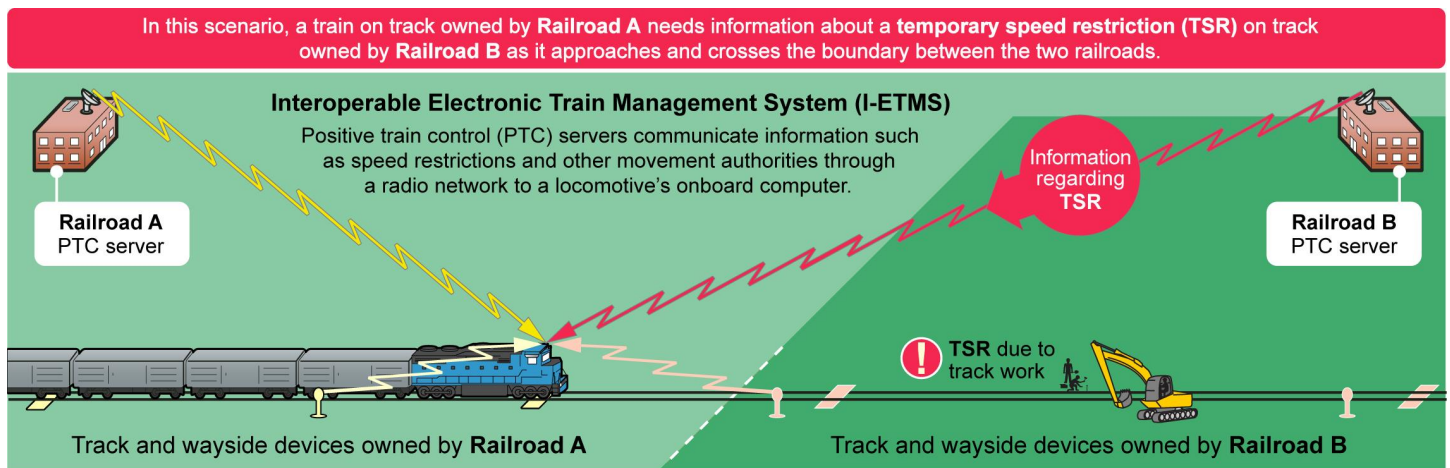 In this scenario, a train on track owned by Railroad A needs information about a temporary speed restriction (TSR) on track
owned by Railroad B as it approaches and crosses the boundary between the two railroads.
Interoperable Electronic Train Management System (I-ETMS)
Positive train control (PTC) servers communicate information such
as speed restrictions and other movement authorities through
a radio network to a locomotive’s onboard computer.
Information
regarding
TSR
Railroad A
PTC server
Railroad B
PTC server
TSR due to
track work
Track and wayside devices owned by Railroad A
Track and wayside devices owned by Railroad B